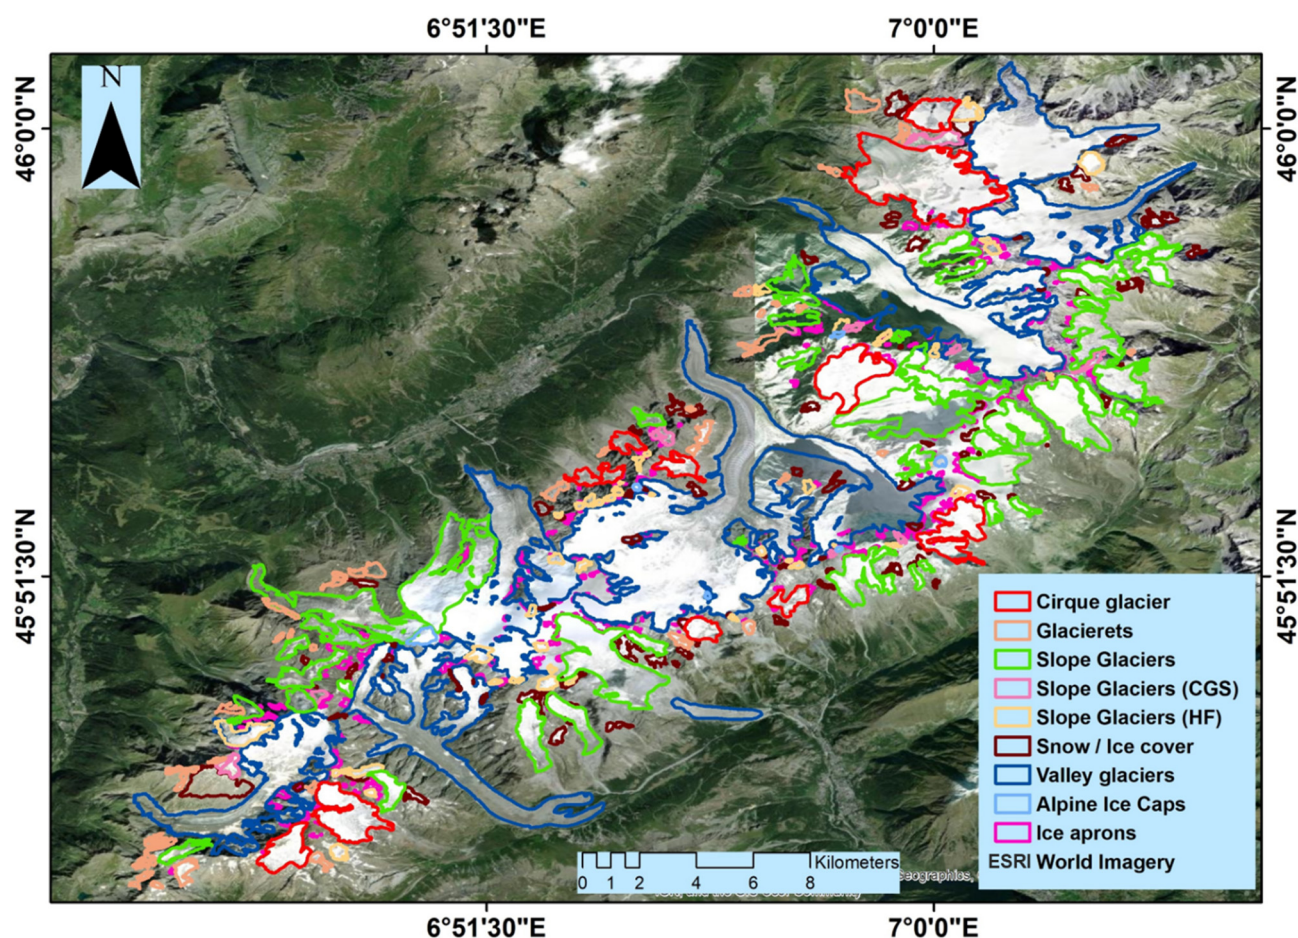 6°51'30"E 7°0'0"E
N
46°0'0"N 46°0'0"N
45°51'30"N 45°51'30"N
Cirque glacier
Glacierets
Slope Glaciers
Slope Glaciers (CGS)
Slope Glaciers (HF)
Snow / Ice cover
Valley glaciers
Alpine Ice Caps
Ice aprons
ESRI World Imagery
Kilometers
0 1 2 4 6 8
6°51'30"E 7°0'0"E